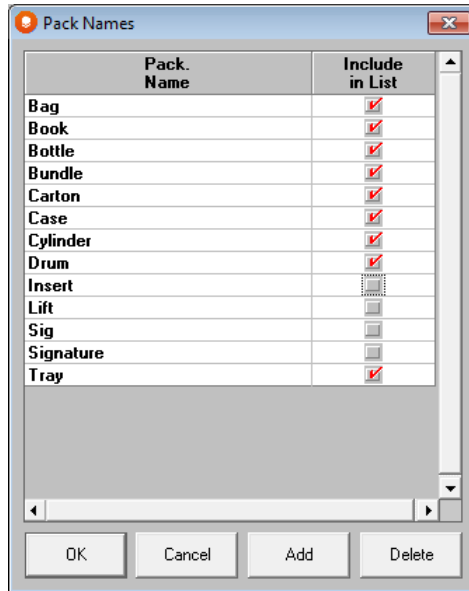 Pack Names
Pack. Name
Include in List
Bag
Book
Bottle
Bundle
Carton
Case
Cylinder
Drum
Insert
Lift
Sig
Signature
Tray
OK
Cancel
Add
Delete